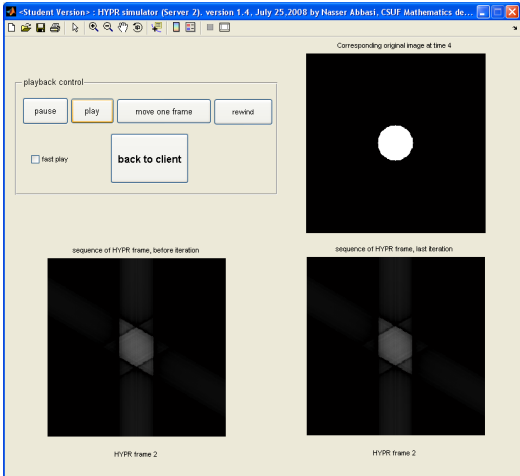 <Student Version> : HYPR simulator (Server 2). version 1.4, July 25,2008 by Nasser Abbasi, CSUF Mathematics de...
Corresponding original image at time 4
playback control
pause
play
move one frame
rewind
fast play
back to client
sequence of HYPR frame, before iteration
sequence of HYPR frame, last iteration
HYPR frame 2
HYPR frame 2